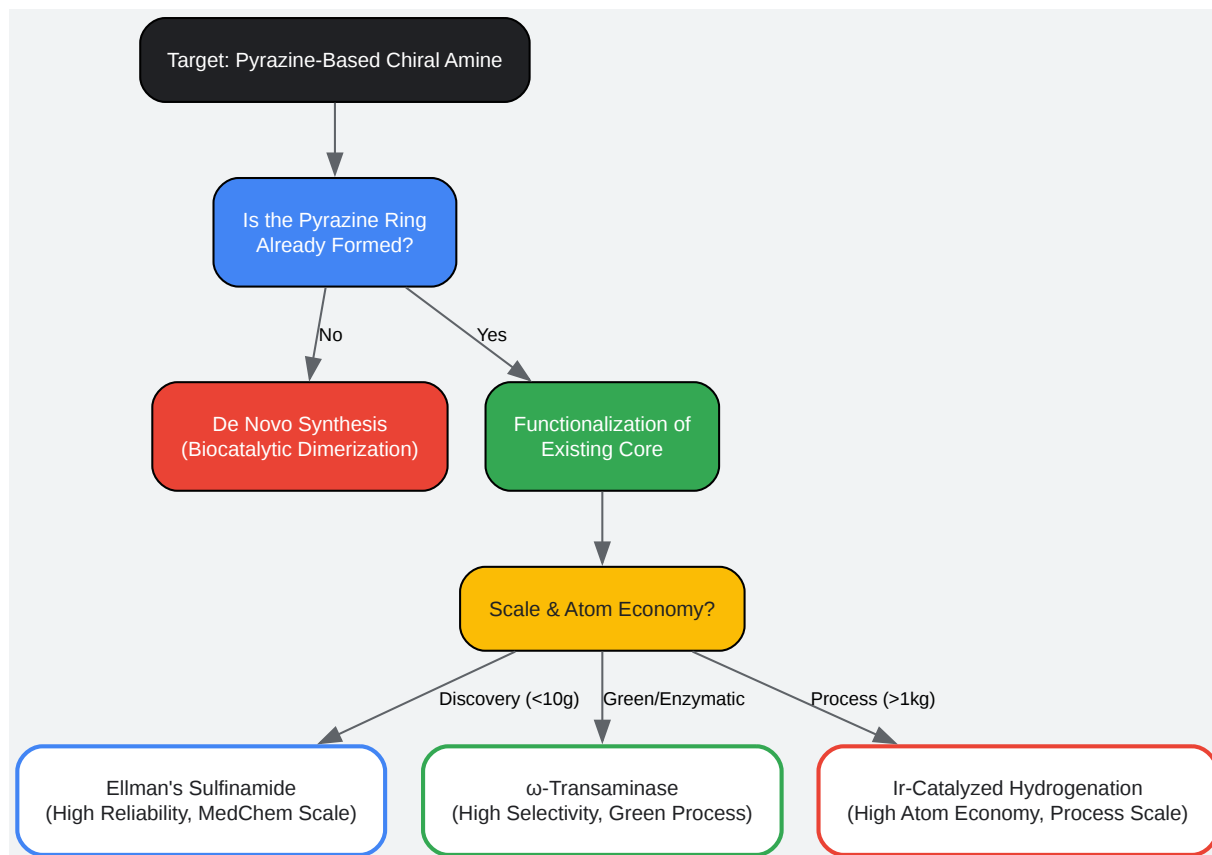 Target: Pyrazine-Based Chiral Amine
Is the Pyrazine Ring
Already Formed?
No
Yes
De Novo Synthesis
(Biocatalytic Dimerization)
Functionalization of
Existing Core
Scale & Atom Economy?
Discovery (<10g)
Green/Enzymatic
Process (>1kg)
Ellman's Sulfinamide
(High Reliability, MedChem Scale)
ω-Transaminase
(High Selectivity, Green Process)
Ir-Catalyzed Hydrogenation
(High Atom Economy, Process Scale)